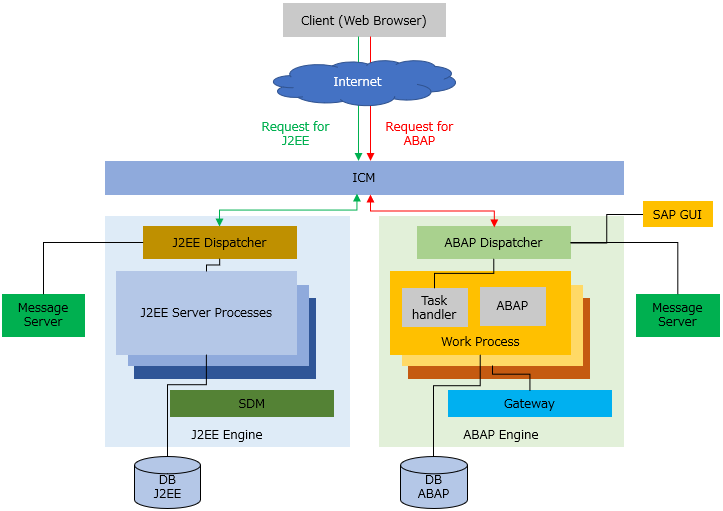 Client (Web Browser)
Internet
Request for
J2EE
Request for
ABAP
ICM
SAP GUI
J2EE Dispatcher
ABAP Dispatcher
Message
Server
J2EE Server Processes
Task
handler
ABAP
Work Process
Message
Server
SDM
Gateway
J2EE Engine
ABAP Engine
DB
J2EE
DB
ABAP